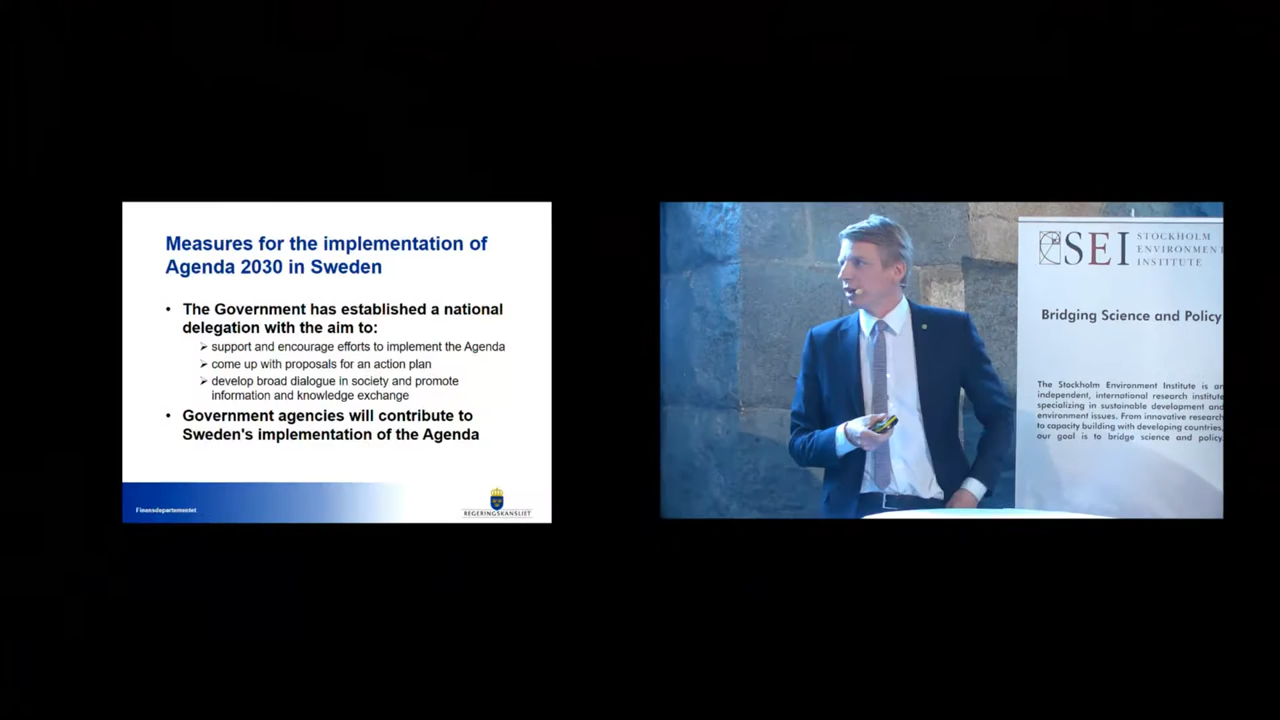 Measures for the implementation of
Agenda 2030 in Sweden
• The Government has established a national
delegation with the aim to:
➢ support and encourage efforts to implement the Agenda
➢ come up with proposals for an action plan
➢ develop broad dialogue in society and promote
information and knowledge exchange
• Government agencies will contribute to
Sweden's implementation of the Agenda
Finansdepartementet
REGERINGSKANSLIET
SEI
STOCKHOLM
ENVIRONMENT
INSTITUTE
Bridging Science and Policy
The Stockholm Environment Institute is an
independent, international research institute
specializing in sustainable development and
environment issues. From innovative research
to capacity building with developing countries,
our goal is to bridge science and policy.